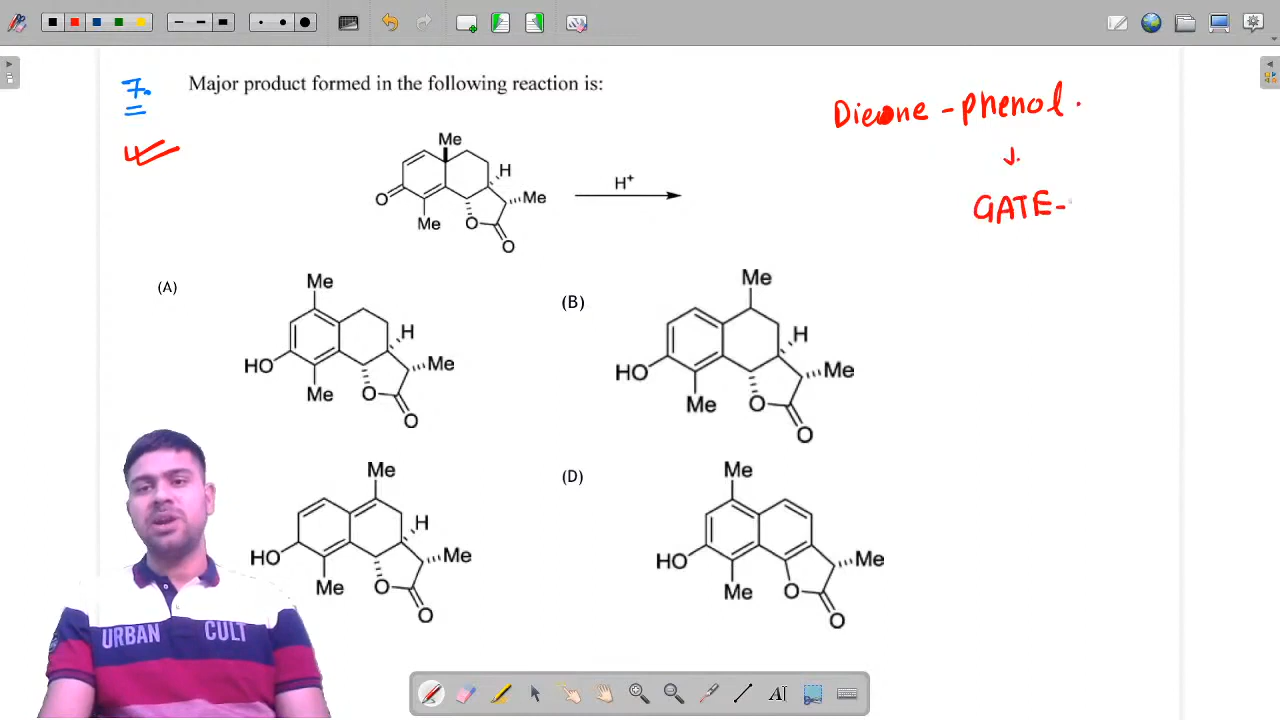 7.
Major product formed in the following reaction is:
Dienone - phenol.
GATE-
Me
H
Me
H+
O
Me
O
O
(A)
Me
H
HO
Me
Me
O
O
(B)
Me
H
HO
Me
Me
O
O
Me
H
HO
Me
Me
O
O
(D)
Me
HO
Me
Me
O
O
URBAN CULT